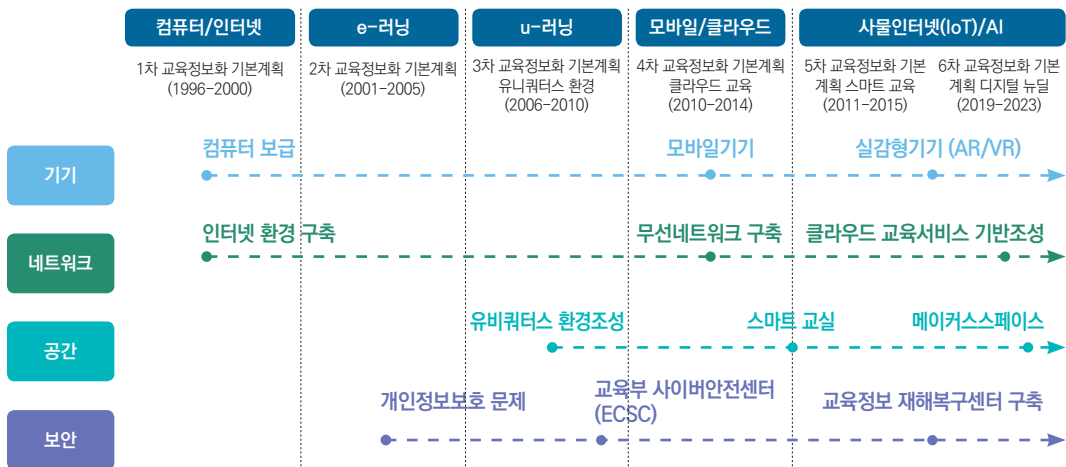 컴퓨터/인터넷
e-러닝
u-러닝
모바일/클라우드
사물인터넷(IoT)/AI
1차 교육정보화 기본계획
(1996-2000)
2차 교육정보화 기본계획
(2001-2005)
3차 교육정보화 기본계획
유니쿼터스 환경
(2006-2010)
4차 교육정보화 기본계획
클라우드 교육
(2010-2014)
5차 교육정보화 기본
계획 스마트 교육
(2011-2015)
6차 교육정보화 기본
계획 디지털 뉴딜
(2019-2023)
기기
컴퓨터 보급
모바일기기
실감형기기 (AR/VR)
네트워크
인터넷 환경 구축
무선네트워크 구축
클라우드 교육서비스 기반조성
공간
유비쿼터스 환경조성
스마트 교실
메이커스스페이스
보안
개인정보보호 문제
교육부 사이버안전센터
(ECSC)
교육정보 재해복구센터 구축